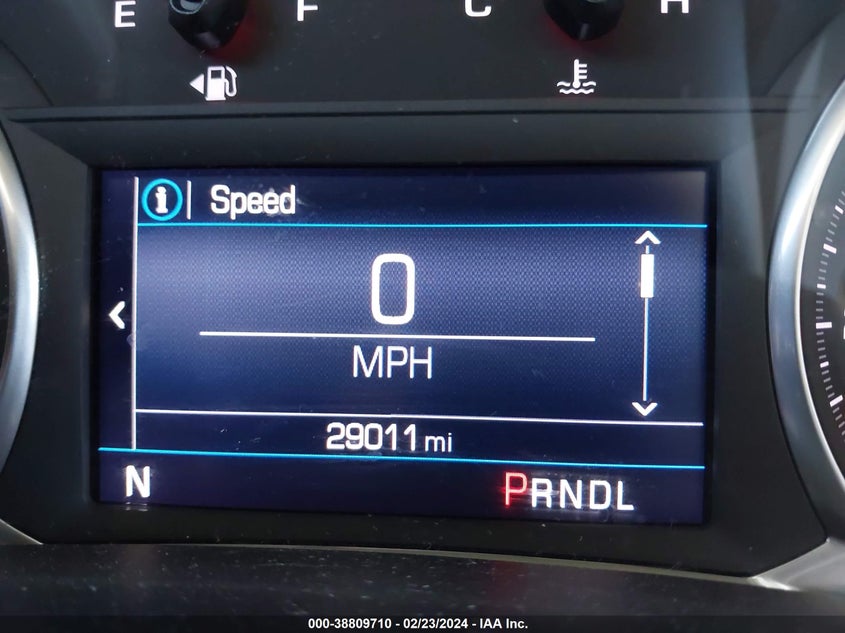 E F C H
Speed
0
MPH
29011 mi
N PRNDL
000-38809710 - 02/23/2024 - IAA Inc.